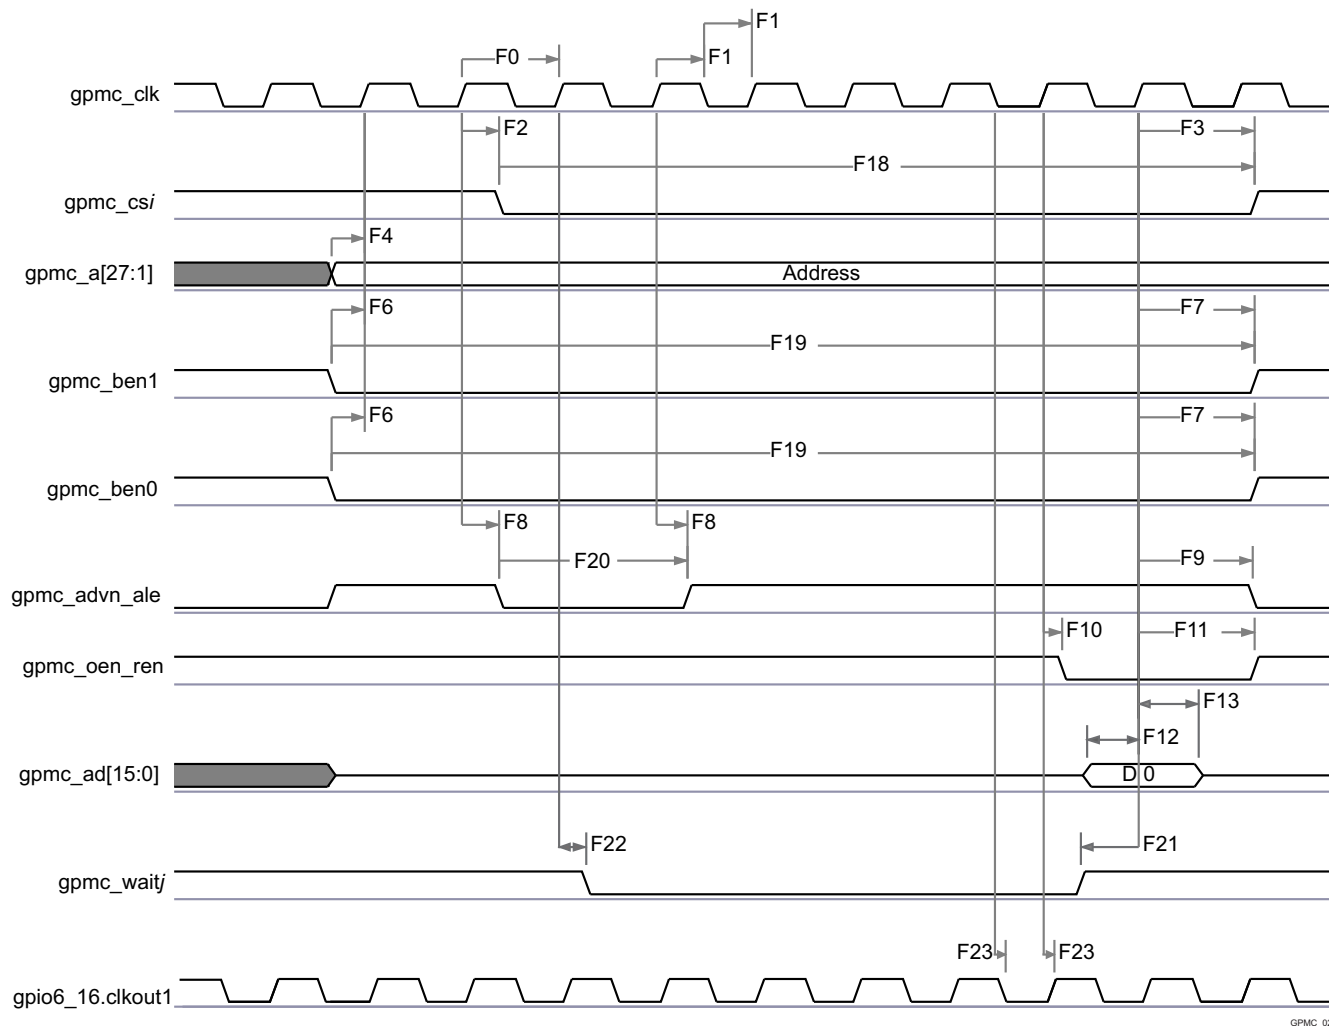 F1
F0 F1
gpmc_clk
F2 F3
F18
gpmc_csi
F4
gpmc_a[27:1] Address
F6 F7
F19
gpmc_ben1
F6 F7
F19
gpmc_ben0
F8 F8
F20 F9
gpmc_advn_ale
F10 F11
gpmc_oen_ren
F13
F12
gpmc_ad[15:0] D 0
F22 F21
gpmc_waitj
F23 F23
gpio6_16.clkout1
GPMC_02